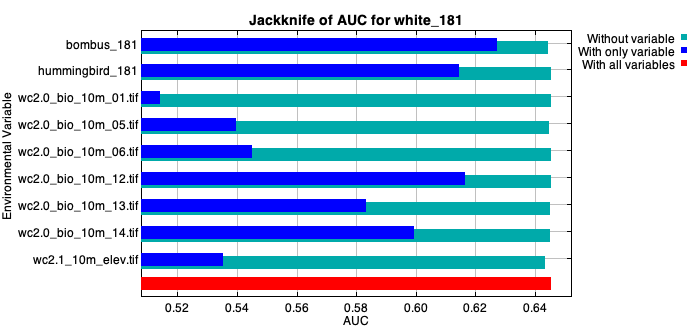 Jackknife of AUC for white_181
Without variable
With only variable
With all variables
Environmental Variable
bombus_181
hummingbird_181
wc2.0_bio_10m_01.tif
wc2.0_bio_10m_05.tif
wc2.0_bio_10m_06.tif
wc2.0_bio_10m_12.tif
wc2.0_bio_10m_13.tif
wc2.0_bio_10m_14.tif
wc2.1_10m_elev.tif
0.52 0.54 0.56 0.58 0.60 0.62 0.64
AUC